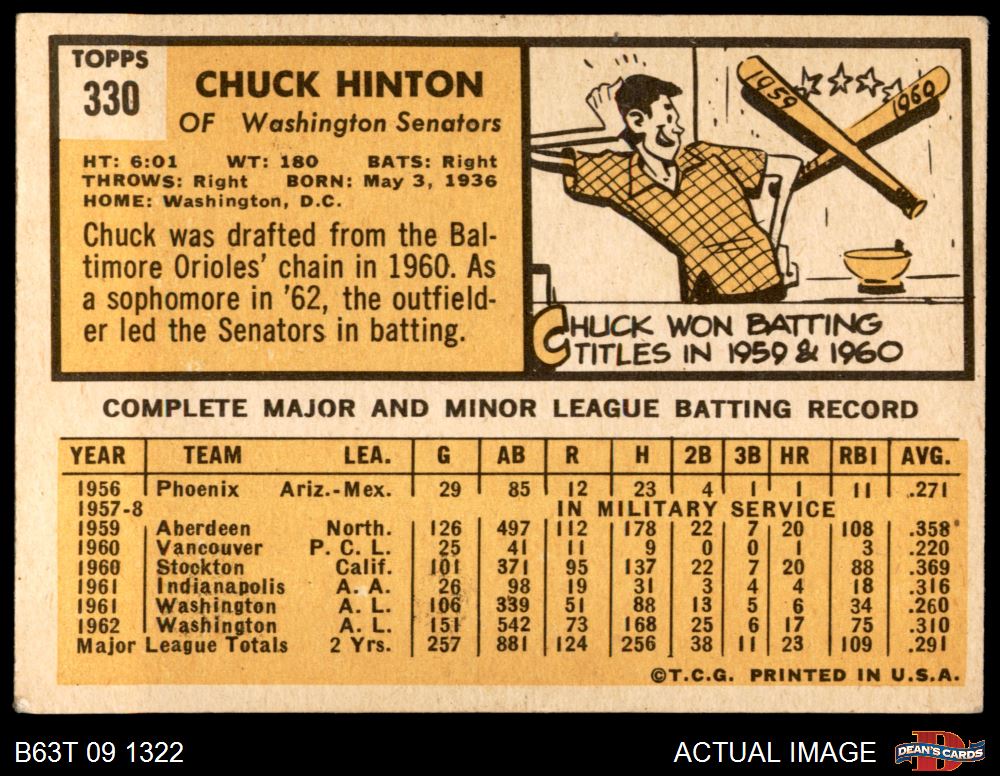 TOPPS
330
CHUCK HINTON
OF Washington Senators
HT: 6:01 WT: 180 BATS: Right
THROWS: Right BORN: May 3, 1936
HOME: Washington, D.C.
Chuck was drafted from the Bal-
timore Orioles' chain in 1960. As
a sophomore in '62, the outfield-
er led the Senators in batting.
1959 1960
CHUCK WON BATTING
TITLES IN 1959 & 1960
COMPLETE MAJOR AND MINOR LEAGUE BATTING RECORD
YEAR TEAM LEA. G AB R H 2B 3B HR RBI AVG.
1956 Phoenix Ariz.-Mex. 29 85 12 23 4 1 1 11 .271
1957-8 IN MILITARY SERVICE
1959 Aberdeen North. 126 497 112 178 22 7 20 108 .358
1960 Vancouver P. C. L. 25 41 11 9 0 0 1 3 .220
1960 Stockton Calif. 101 371 95 137 22 7 20 88 .369
1961 Indianapolis A. A. 26 98 19 31 3 4 4 18 .316
1961 Washington A. L. 106 339 51 88 13 5 6 34 .260
1962 Washington A. L. 151 542 73 168 25 6 17 75 .310
Major League Totals 2 Yrs. 257 881 124 256 38 11 23 109 .291
©T.C.G. PRINTED IN U.S.A.
B63T 09 1322 ACTUAL IMAGE DEAN'S CARDS